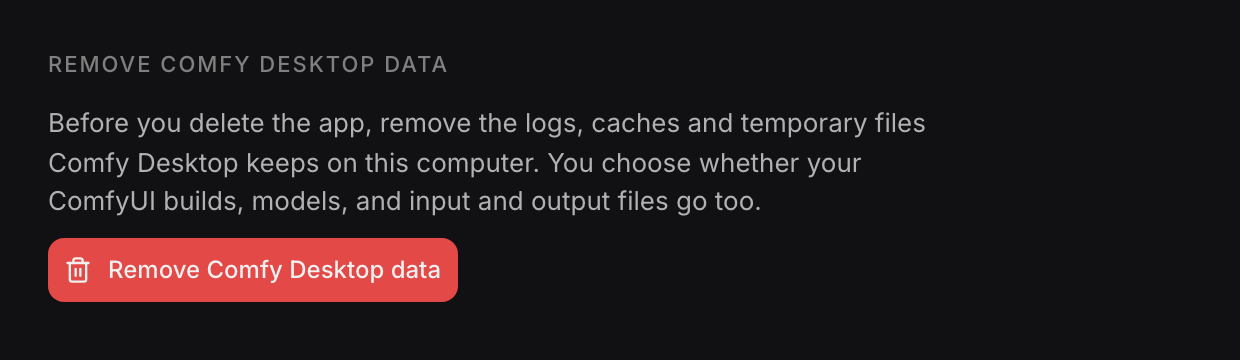 REMOVE COMFY DESKTOP DATA
Before you delete the app, remove the logs, caches and temporary files
Comfy Desktop keeps on this computer. You choose whether your
ComfyUI builds, models, and input and output files go too.
Remove Comfy Desktop data